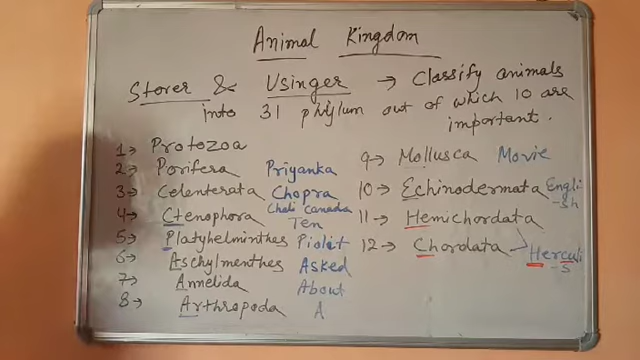 Animal Kingdom
Storer & Usinger → Classify animals
into 31 phylum out of which 10 are
important.
1→ Protozoa
2→ Porifera Priyanka
3→ Celenterata Chopra
4→ Ctenophora Chali Canada
Ten
5→ Platyhelminthes Piolet
6→ Aschylmenthes Asked
7→ Annelida About
8→ Arthropoda A
9→ Mollusca Movie
10→ Echinodermata Engli
-sh
11→ Hemichordata
12→ Chordata → Hercul
-s